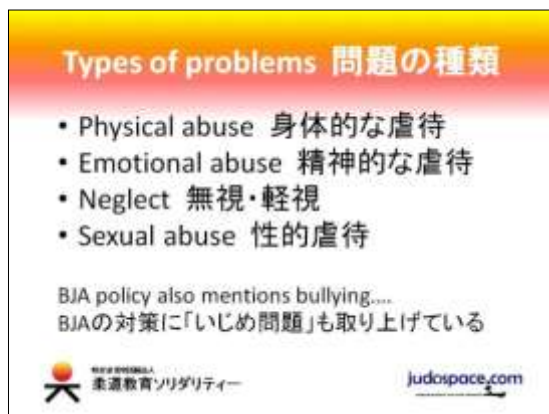 Types of problems 問題の種類
• Physical abuse 身体的な虐待
• Emotional abuse 精神的な虐待
• Neglect 無視・軽視
• Sexual abuse 性的虐待
BJA policy also mentions bullying....
BJAの対策に「いじめ問題」も取り上げている
柔道教育ソリダリティー
judospace.com